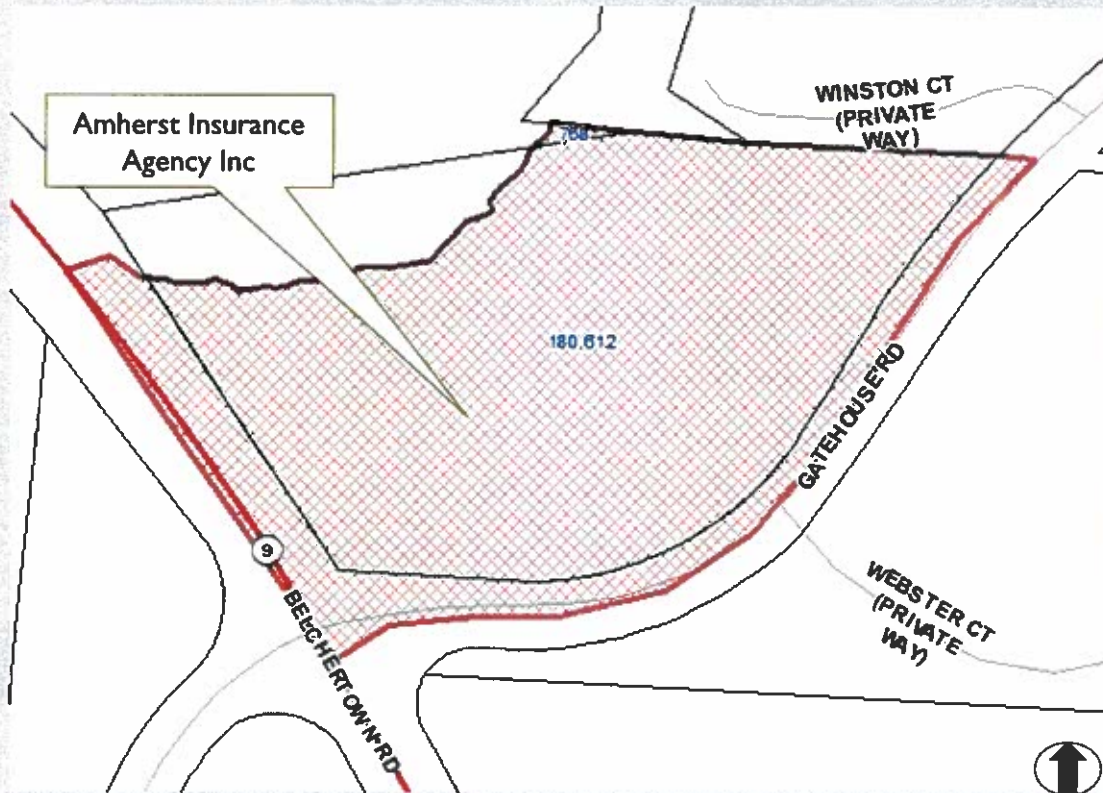 WINSTON CT
(PRIVATE
WAY)
Amherst Insurance
Agency Inc
768
180,612
GATEHOUSE RD
9
BELCHERTOWN RD
WEBSTER CT
(PRIVATE
WAY)